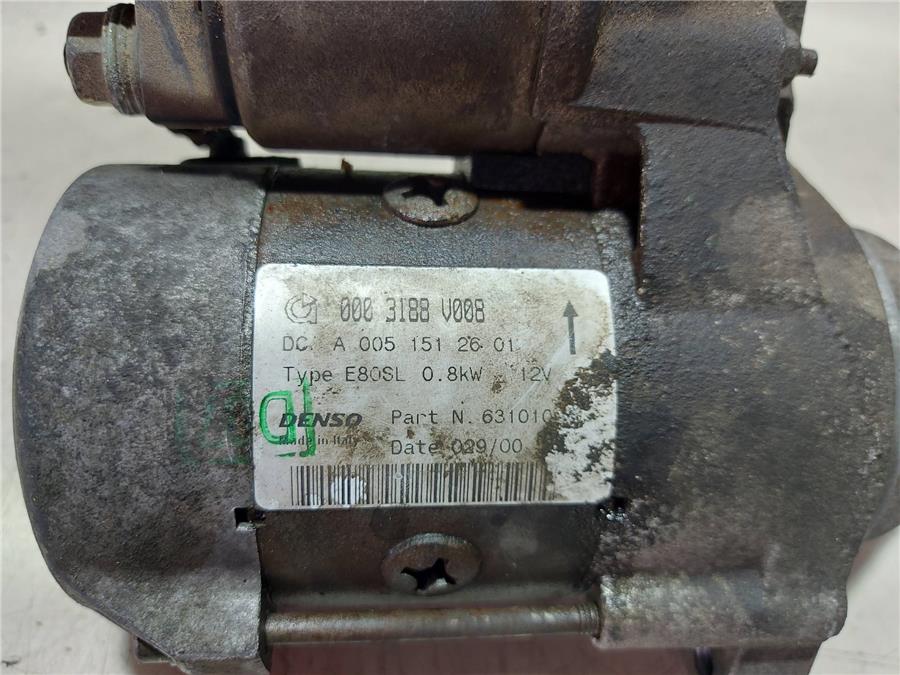 000 3188 V008
DC. A 005 151 26 01
Type E80SL 0.8kW 12V
DENSO Part N. 631010
Made in Italy Date 029/00